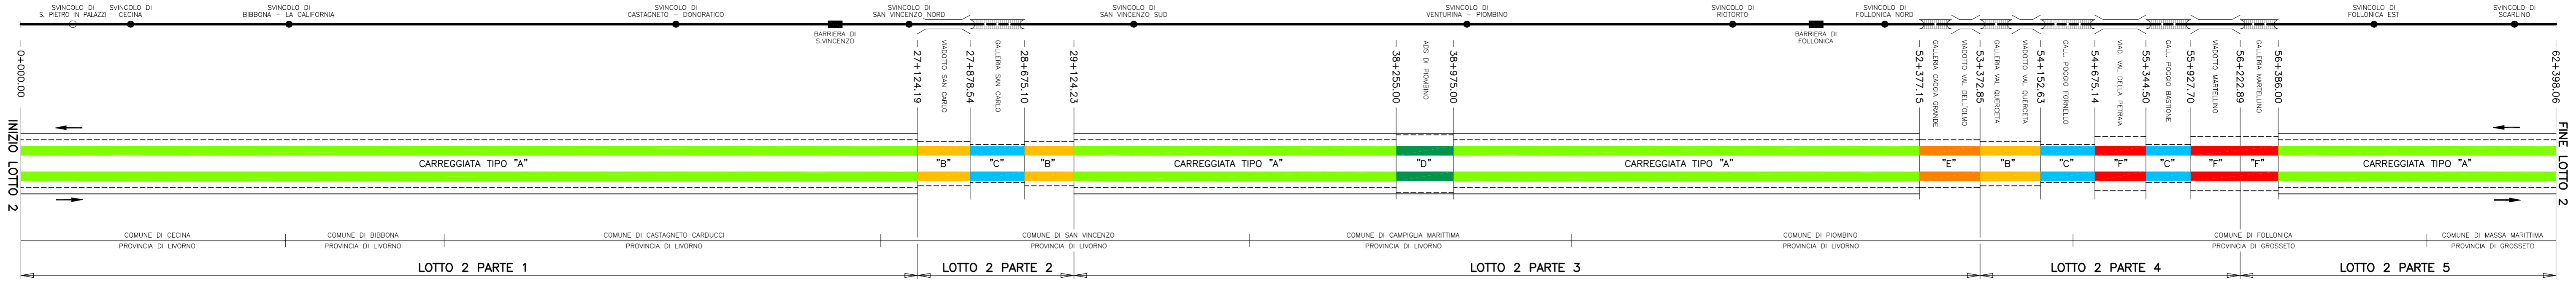 SVINCOLO DI
S. PIETRO IN PALAZZI
SVINCOLO DI
CECINA
SVINCOLO DI
BIBBONA – LA CALIFORNIA
SVINCOLO DI
CASTAGNETO – DONORATICO
BARRIERA DI
S.VINCENZO
SVINCOLO DI
SAN VINCENZO NORD
SVINCOLO DI
SAN VINCENZO SUD
SVINCOLO DI
VENTURINA – PIOMBINO
SVINCOLO DI
RIOTORTO
BARRIERA DI
FOLLONICA
SVINCOLO DI
FOLLONICA NORD
SVINCOLO DI
FOLLONICA EST
SVINCOLO DI
SCARLINO
0+000.00
27+124.19
VIADOTTO SAN CARLO
27+878.54
GALLERIA SAN CARLO
28+675.10
29+124.23
38+255.00
ADS DI PIOMBINO
38+975.00
52+377.15
GALLERIA CACCIA GRANDE
VIADOTTO VAL DELL'OLMO
53+372.85
GALLERIA VAL QUERCETA
VIADOTTO VAL QUERCETA
54+152.63
GALL. POGGIO FORNELLO
54+675.14
VIAD. VAL DELLA PETRAIA
55+344.50
GALL. POGGIO BASTIONE
55+927.70
VIADOTTO MARTELLINO
56+222.89
GALLERIA MARTELLINO
56+386.00
62+398.06
INIZIO LOTTO 2
CARREGGIATA TIPO "A"
"B"
"C"
"B"
CARREGGIATA TIPO "A"
"D"
CARREGGIATA TIPO "A"
"E"
"B"
"C"
"F"
"C"
"F"
"F"
CARREGGIATA TIPO "A"
FINE LOTTO 2
COMUNE DI CECINA
PROVINCIA DI LIVORNO
COMUNE DI BIBBONA
PROVINCIA DI LIVORNO
COMUNE DI CASTAGNETO CARDUCCI
PROVINCIA DI LIVORNO
COMUNE DI SAN VINCENZO
PROVINCIA DI LIVORNO
COMUNE DI CAMPIGLIA MARITTIMA
PROVINCIA DI LIVORNO
COMUNE DI PIOMBINO
PROVINCIA DI LIVORNO
COMUNE DI FOLLONICA
PROVINCIA DI GROSSETO
COMUNE DI MASSA MARITTIMA
PROVINCIA DI GROSSETO
LOTTO 2 PARTE 1
LOTTO 2 PARTE 2
LOTTO 2 PARTE 3
LOTTO 2 PARTE 4
LOTTO 2 PARTE 5